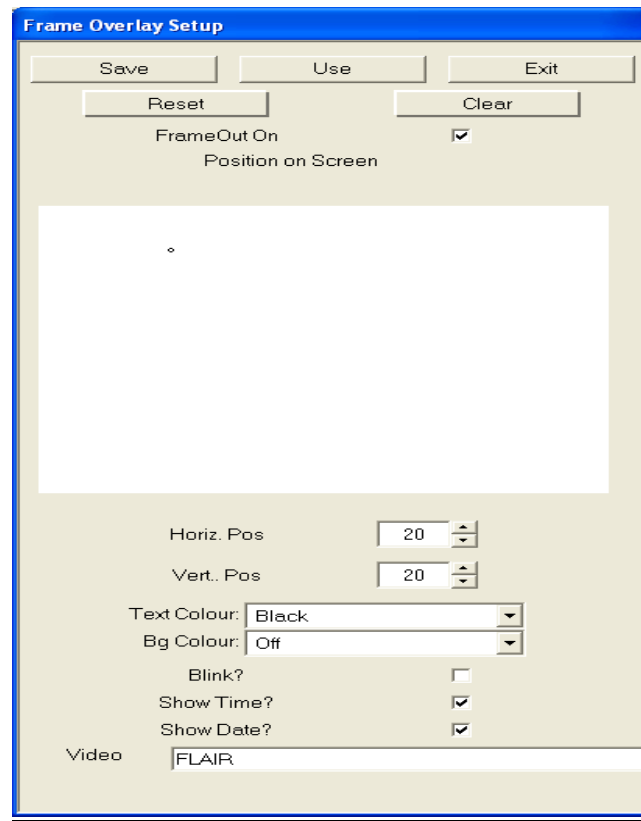 Frame Overlay Setup
Save Use Exit
Reset Clear
FrameOut On
Position on Screen
Horiz. Pos 20
Vert.. Pos 20
Text Colour: Black
Bg Colour: Off
Blink?
Show Time?
Show Date?
Video FLAIR